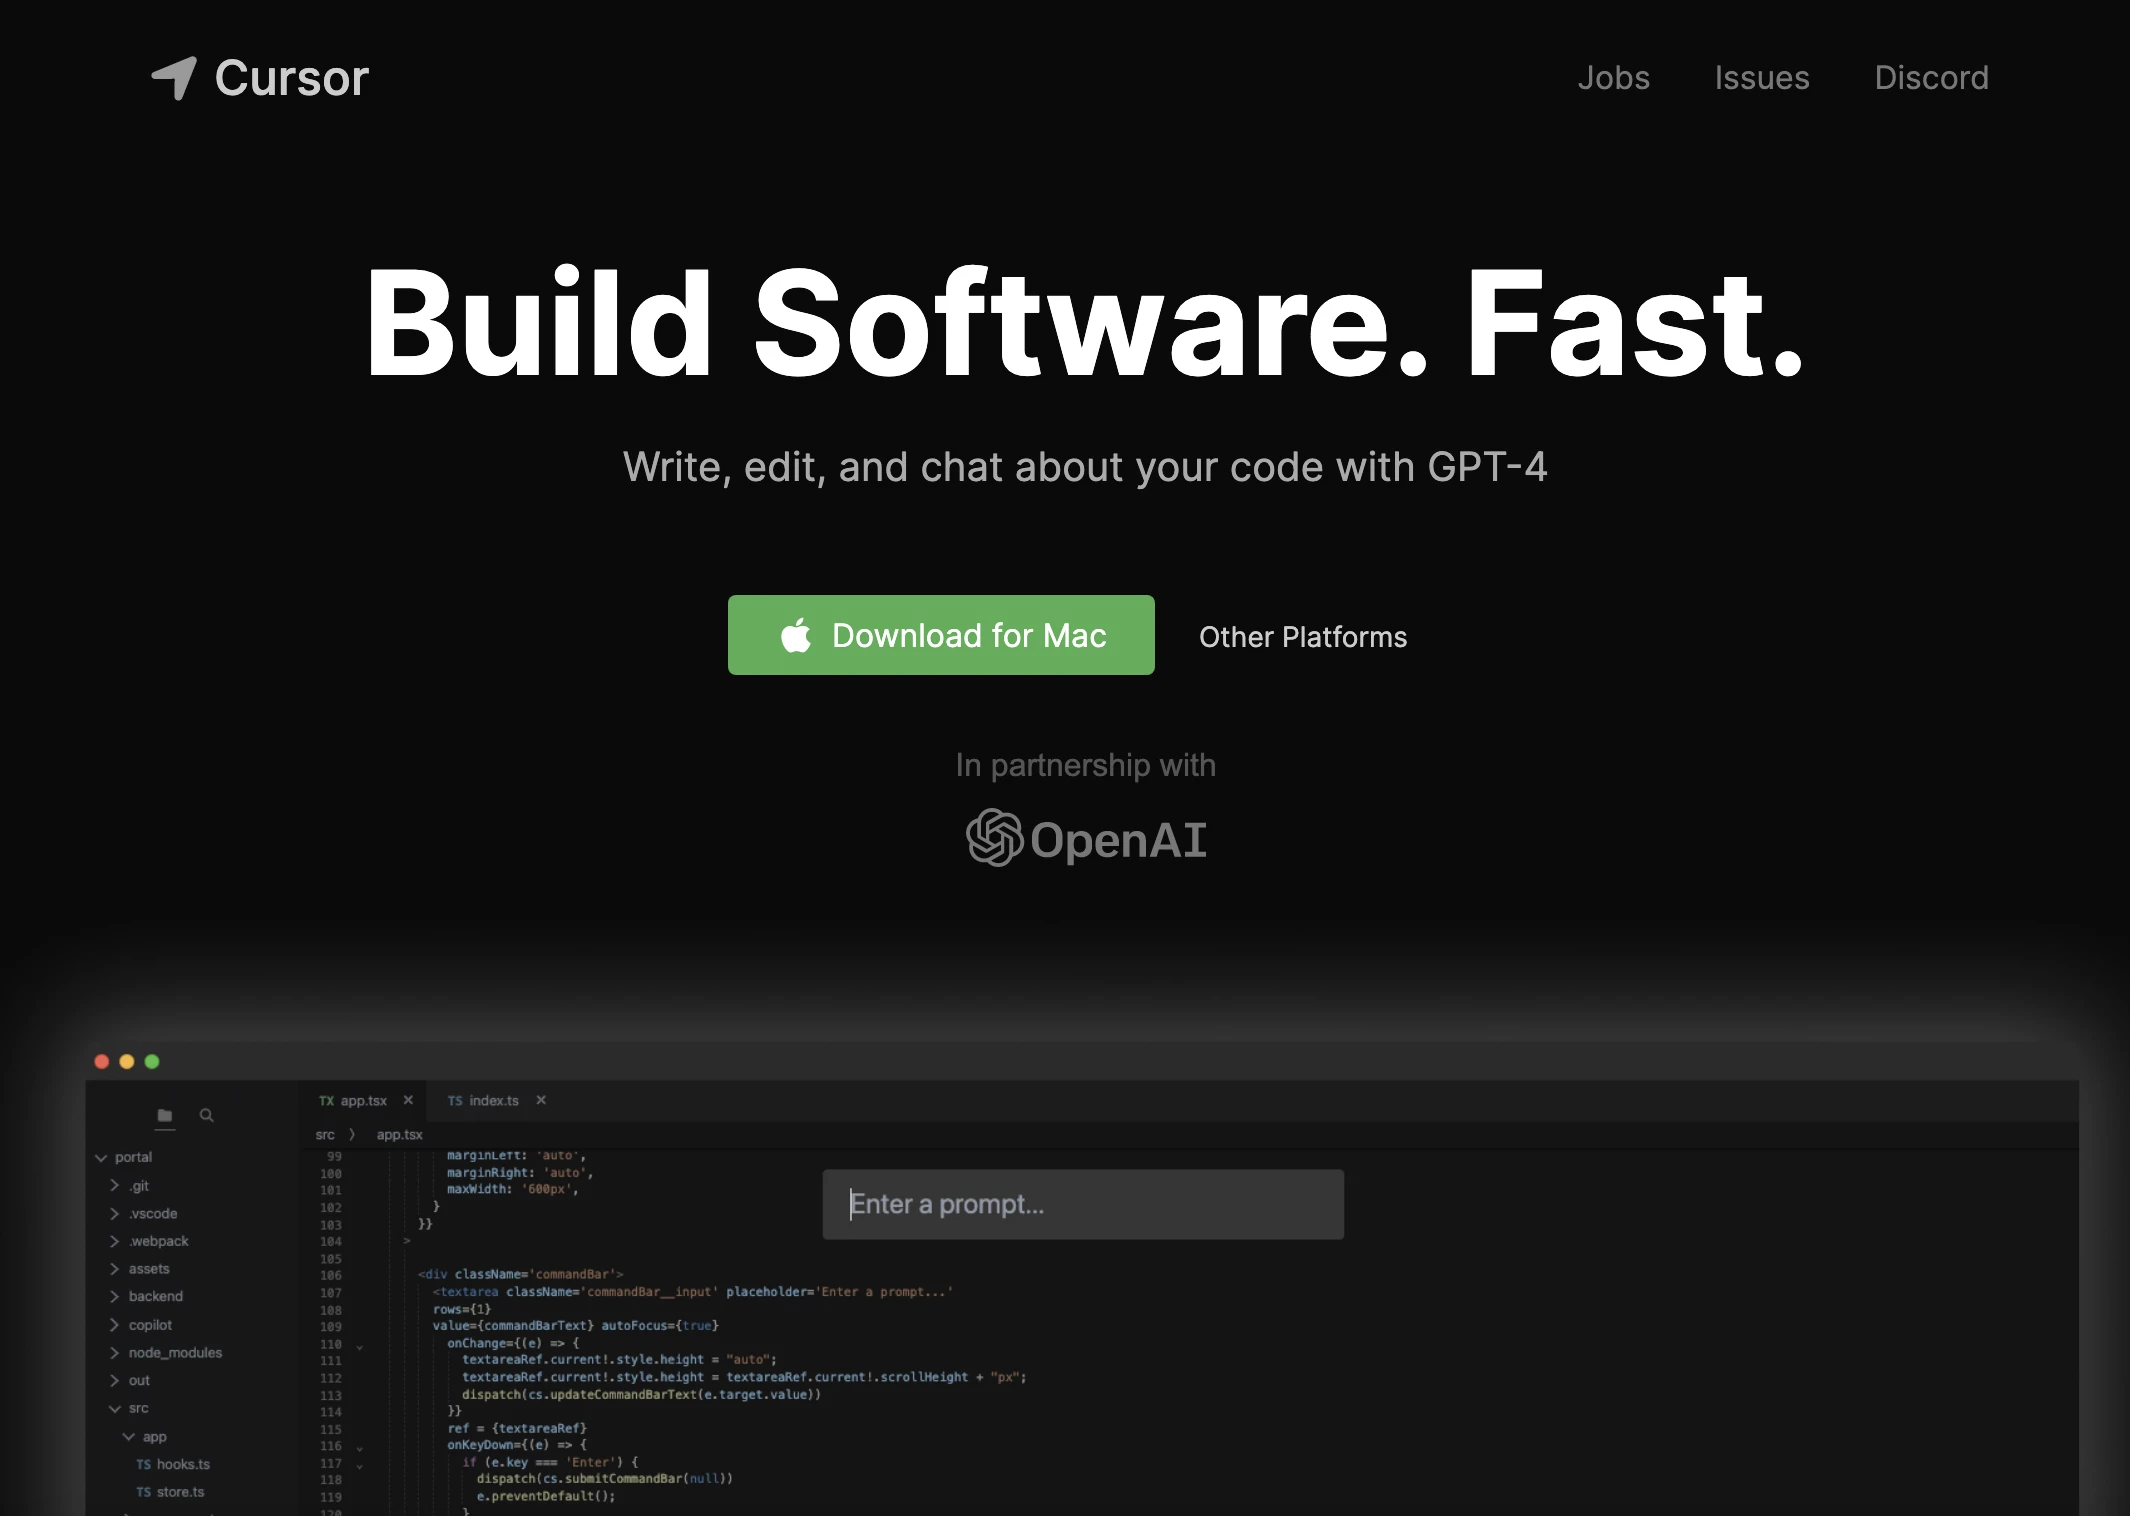 Cursor
Jobs
Issues
Discord
Build Software. Fast.
Write, edit, and chat about your code with GPT-4
Download for Mac
Other Platforms
In partnership with
OpenAI
TX app.tsx ×
TS index.ts ×
src 〉 app.tsx
portal
.git
.vscode
.webpack
assets
backend
copilot
node_modules
out
src
app
TS hooks.ts
TS store.ts
Enter a prompt...
99 marginLeft: 'auto',
100 marginRight: 'auto',
101 maxWidth: '600px',
102 }
103 }}
104 >
105
106 <div className='commandBar'>
107 <textarea className='commandBar__input' placeholder='Enter a prompt...'
108 rows={1}
109 value={commandBarText} autoFocus={true}
110 onChange={(e) => {
111 textareaRef.current!.style.height = "auto";
112 textareaRef.current!.style.height = textareaRef.current!.scrollHeight + "px";
113 dispatch(cs.updateCommandBarText(e.target.value))
114 }}
115 ref = {textareaRef}
116 onKeyDown={(e) => {
117 if (e.key === 'Enter') {
118 dispatch(cs.submitCommandBar(null))
119 e.preventDefault();
120 }